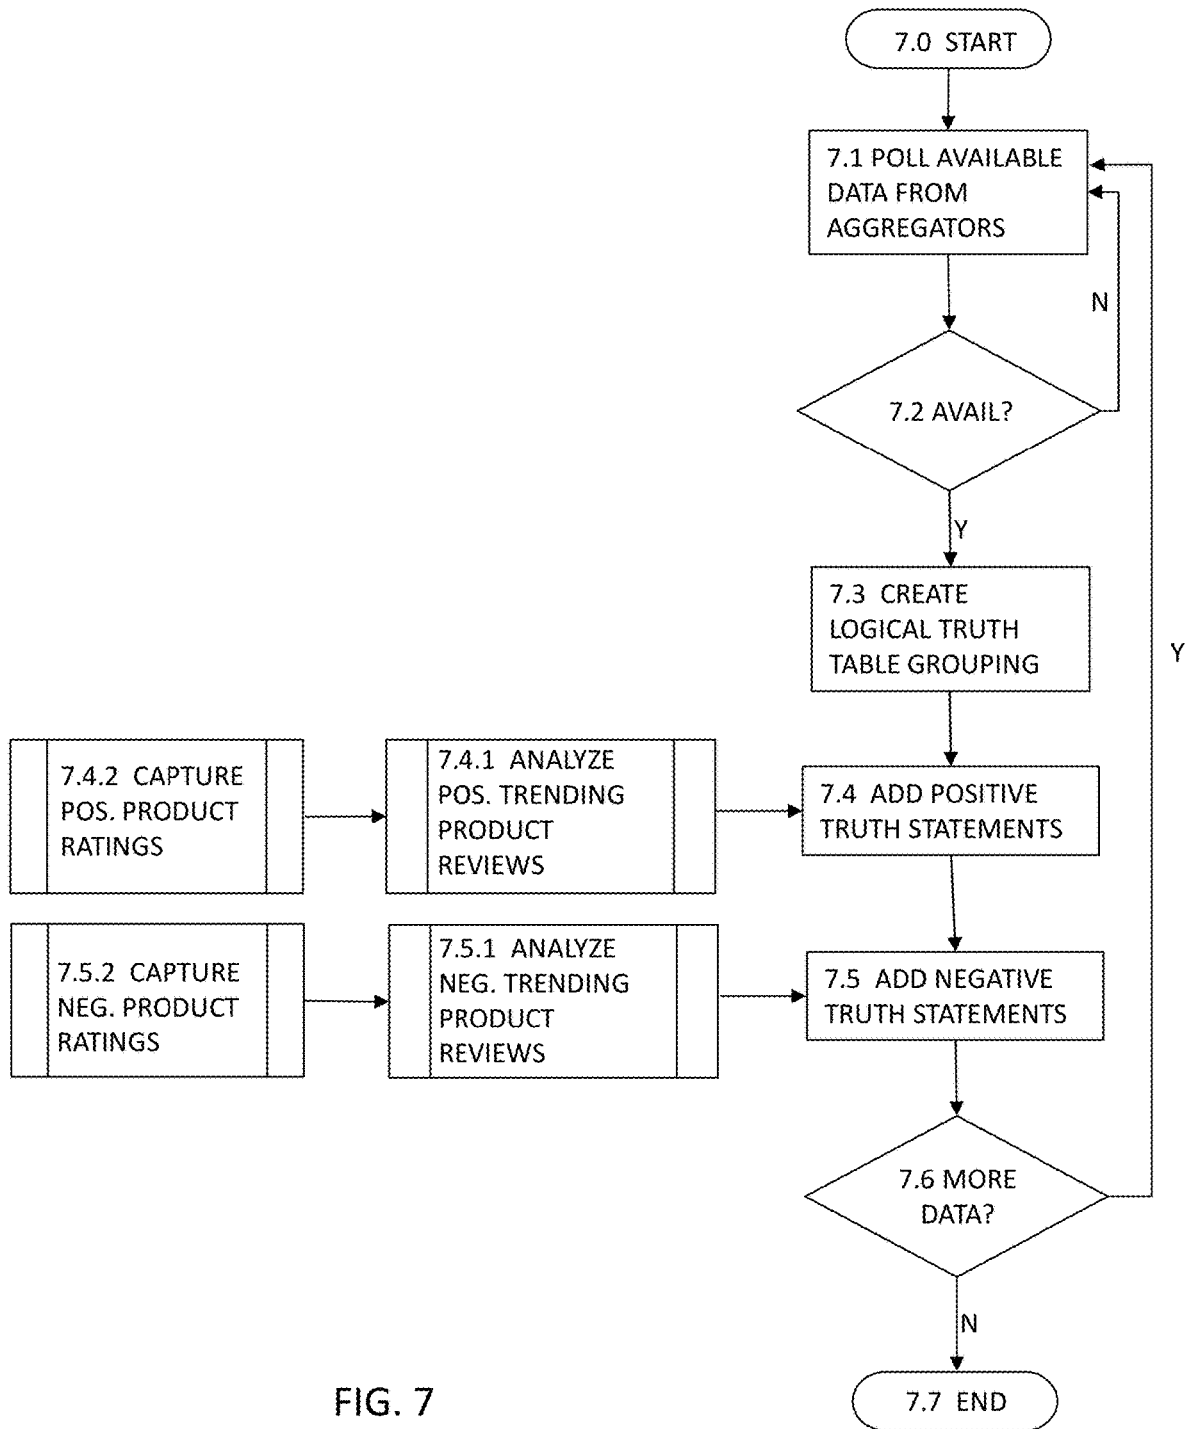 7.0 START
7.1 POLL AVAILABLE
DATA FROM
AGGREGATORS
N
7.2 AVAIL?
Y
7.3 CREATE
LOGICAL TRUTH
TABLE GROUPING
Y
7.4.2 CAPTURE
POS. PRODUCT
RATINGS
7.4.1 ANALYZE
POS. TRENDING
PRODUCT
REVIEWS
7.4 ADD POSITIVE
TRUTH STATEMENTS
7.5.2 CAPTURE
NEG. PRODUCT
RATINGS
7.5.1 ANALYZE
NEG. TRENDING
PRODUCT
REVIEWS
7.5 ADD NEGATIVE
TRUTH STATEMENTS
7.6 MORE
DATA?
N
7.7 END
FIG. 7